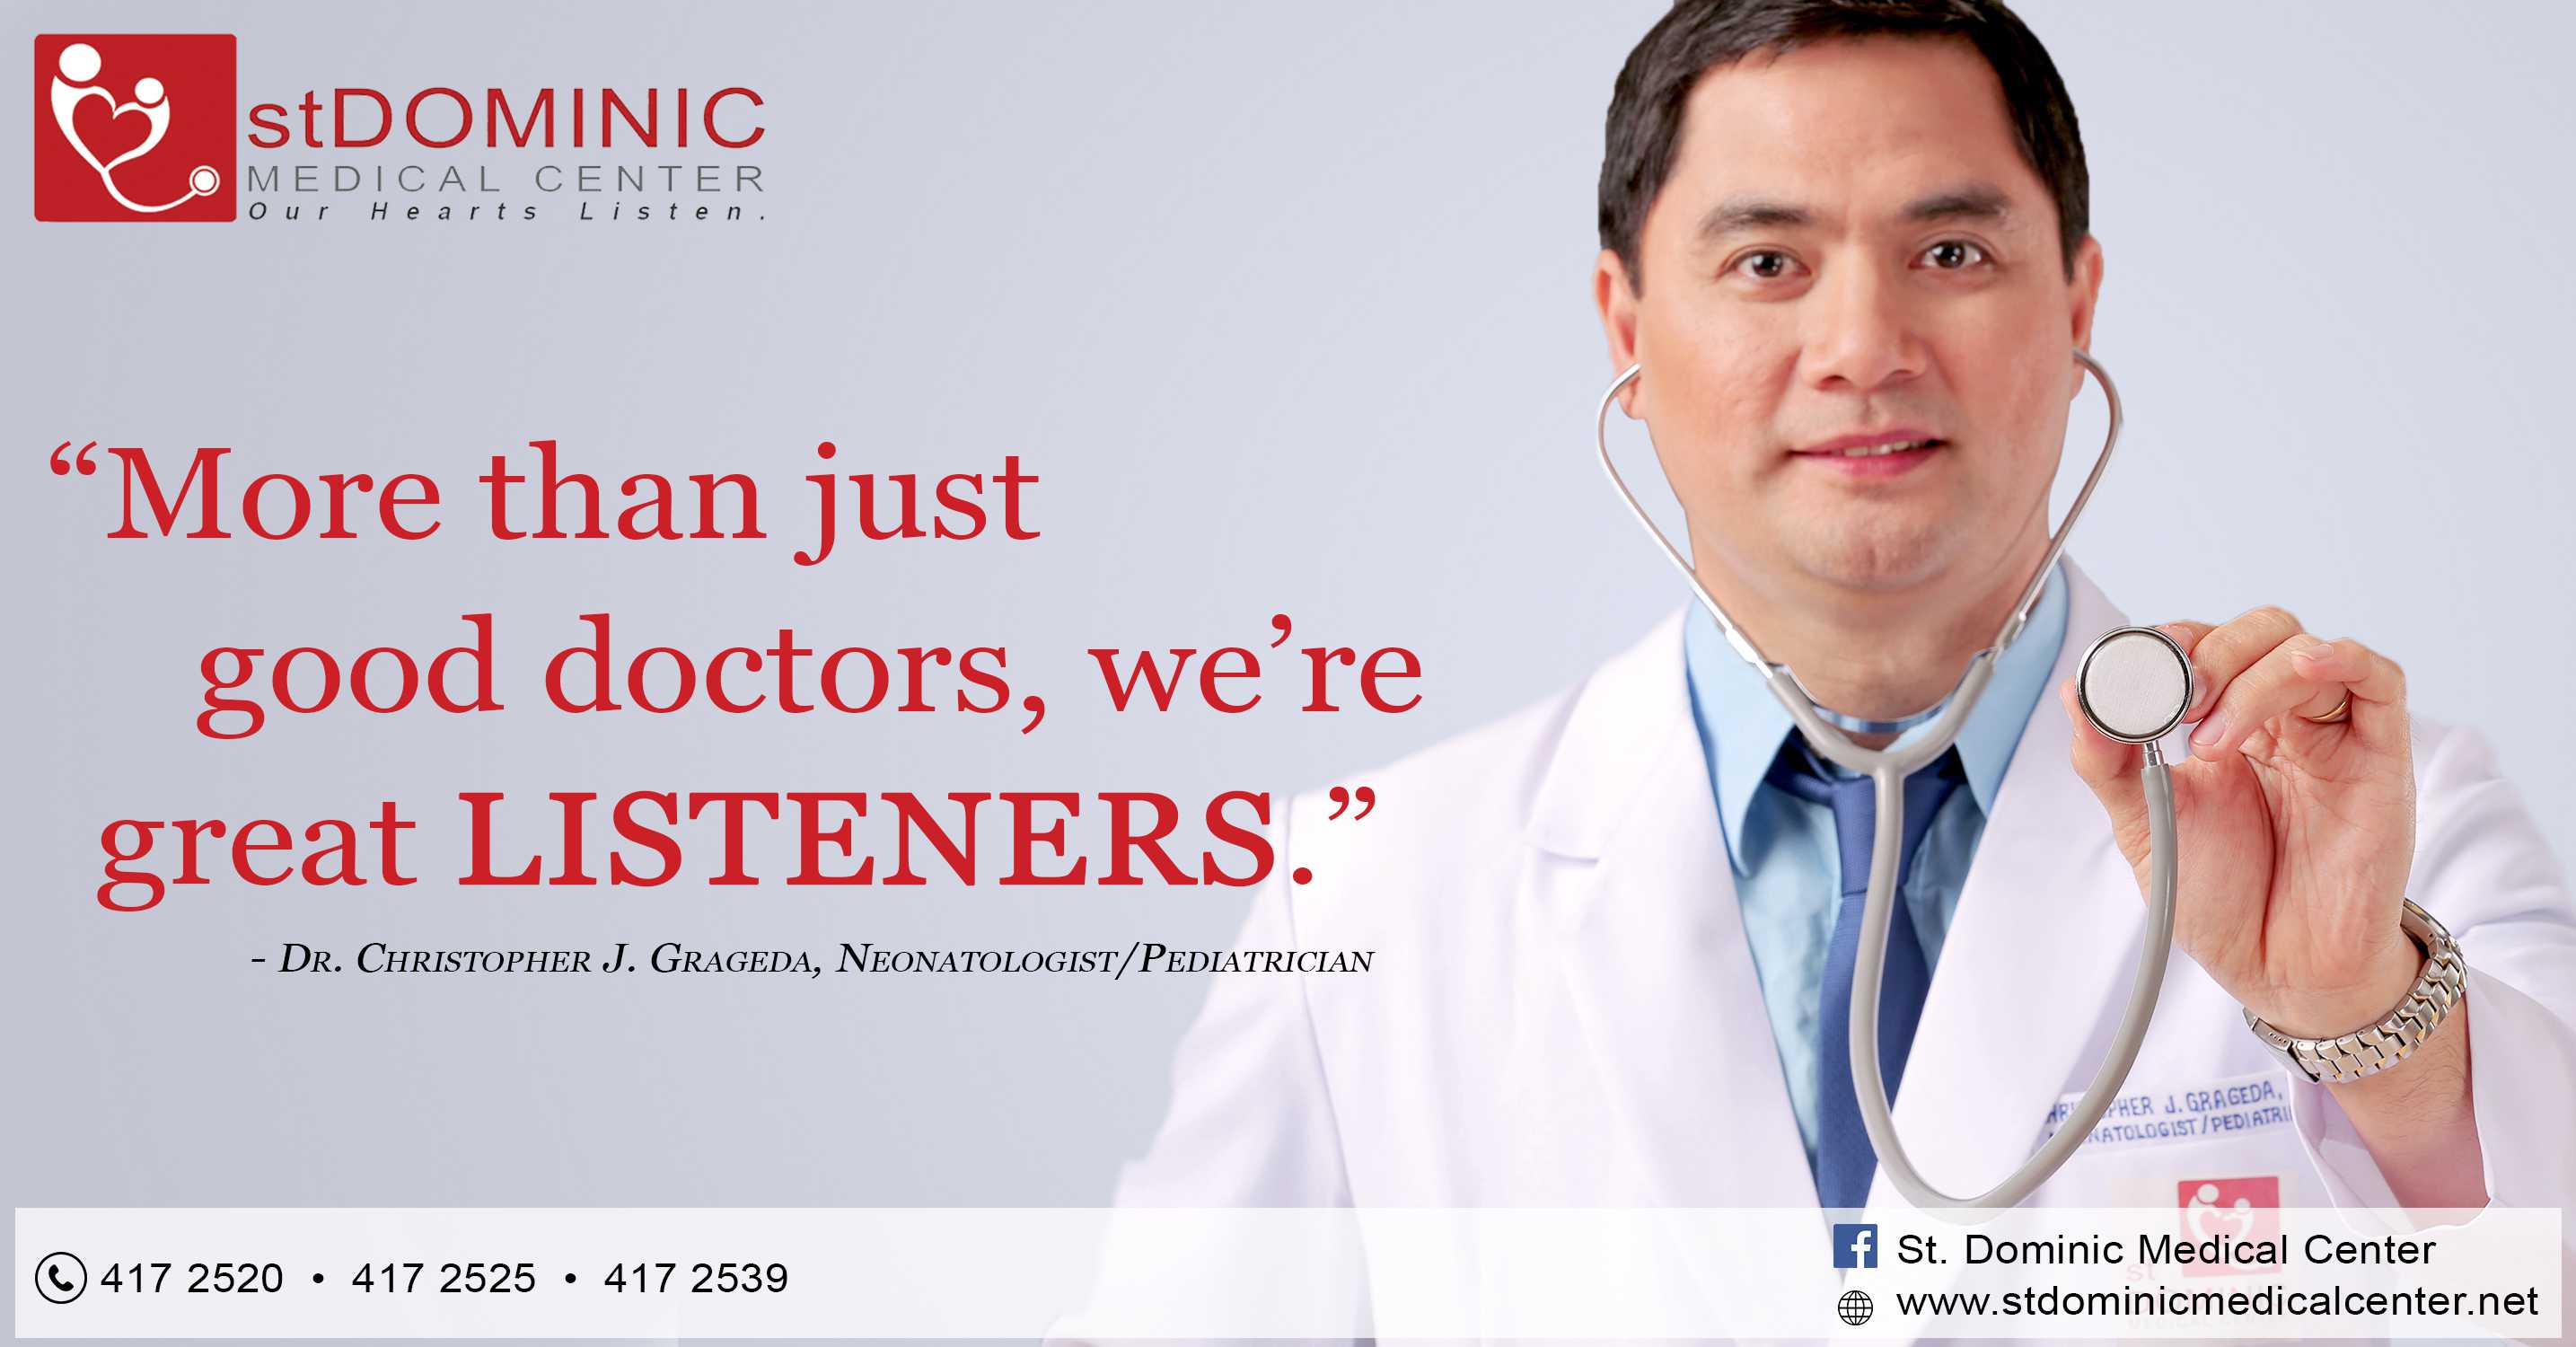 stDOMINIC
MEDICAL CENTER
Our Hearts Listen.
“More than just
good doctors, we’re
great LISTENERS.”
- DR. CHRISTOPHER J. GRAGEDA, NEONATOLOGIST/PEDIATRICIAN
J. GRAGEDA,
417 2520 • 417 2525 • 417 2539
St. Dominic Medical Center
www.stdominicmedicalcenter.net